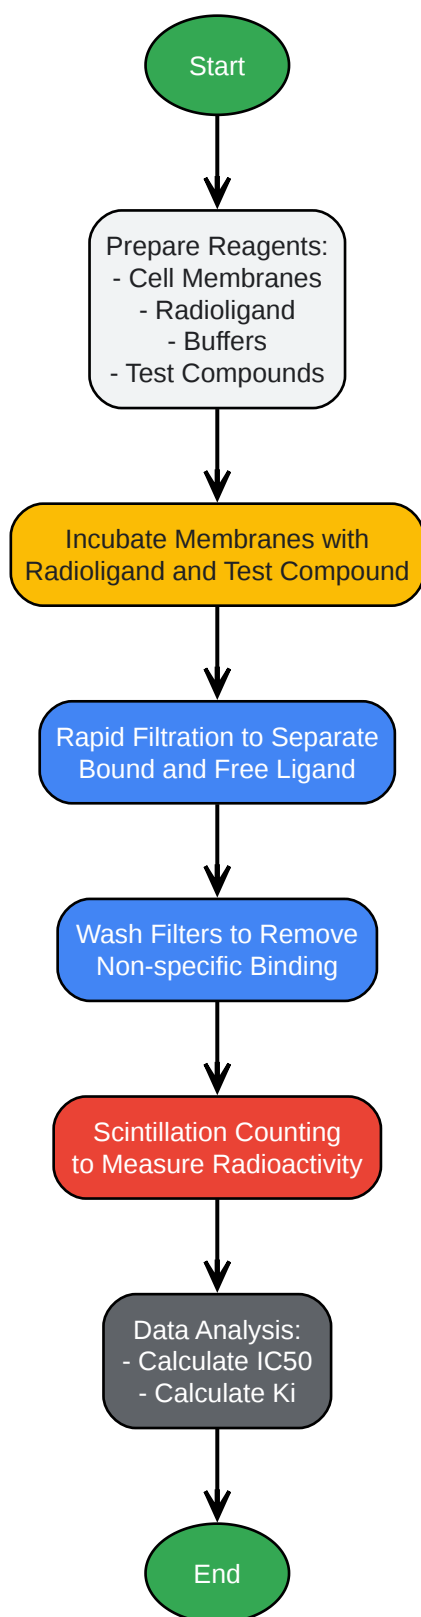 Start
Prepare Reagents:
- Cell Membranes
- Radioligand
- Buffers
- Test Compounds
Incubate Membranes with
Radioligand and Test Compound
Rapid Filtration to Separate
Bound and Free Ligand
Wash Filters to Remove
Non-specific Binding
Scintillation Counting
to Measure Radioactivity
Data Analysis:
- Calculate IC50
- Calculate Ki
End